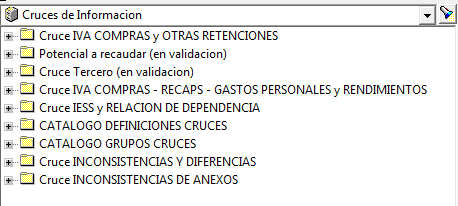 Cruces de Informacion
Cruce IVA COMPRAS y OTRAS RETENCIONES
Potencial a recaudar (en validacion)
Cruce Tercero (en validacion)
Cruce IVA COMPRAS - RECAPS - GASTOS PERSONALES y RENDIMIENTOS
Cruce IESS y RELACION DE DEPENDENCIA
CATALOGO DEFINICIONES CRUCES
CATALOGO GRUPOS CRUCES
Cruce INCONSISTENCIAS Y DIFERENCIAS
Cruce INCONSISTENCIAS DE ANEXOS